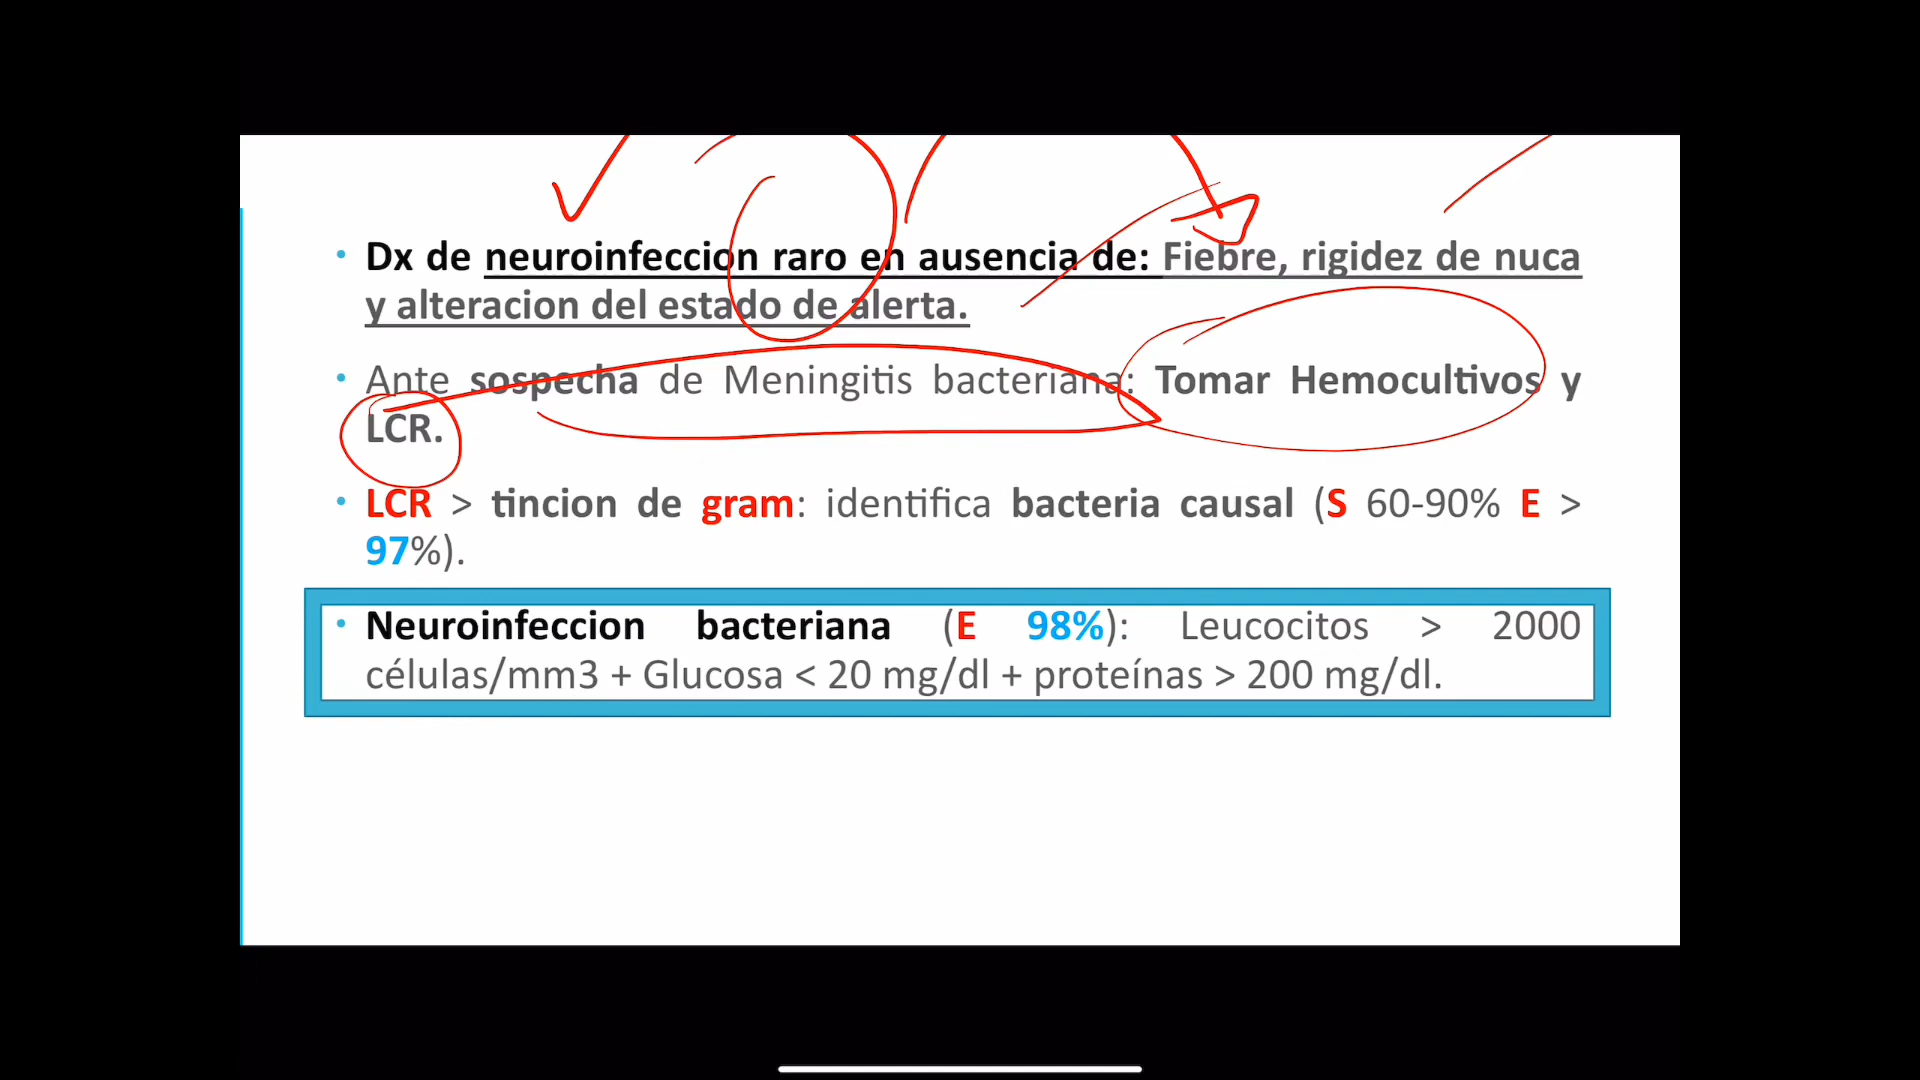 • Dx de neuroinfeccion raro en ausencia de: Fiebre, rigidez de nuca
y alteracion del estado de alerta.
• Ante sospecha de Meningitis bacteriana: Tomar Hemocultivos y
LCR.
• LCR > tincion de gram: identifica bacteria causal (S 60-90% E >
97%).
• Neuroinfeccion bacteriana (E 98%): Leucocitos > 2000
células/mm3 + Glucosa < 20 mg/dl + proteínas > 200 mg/dl.